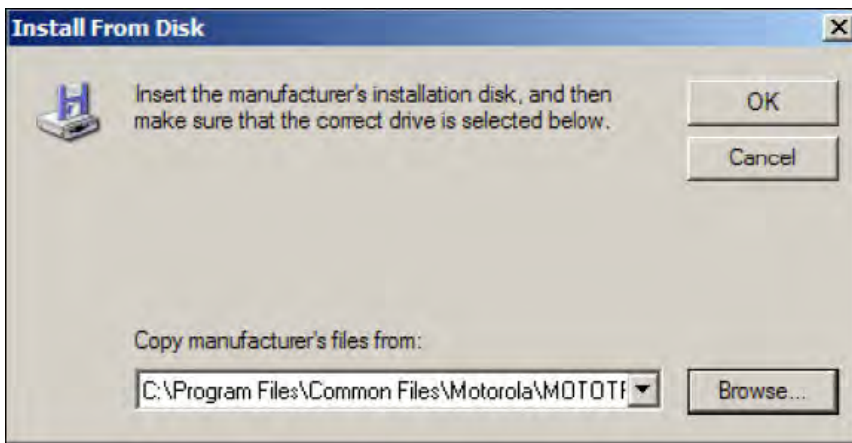 Install From Disk
Insert the manufacturer's installation disk, and then
make sure that the correct drive is selected below.
OK
Cancel
Copy manufacturer's files from:
C:\Program Files\Common Files\Motorola\MOTOTF
Browse...